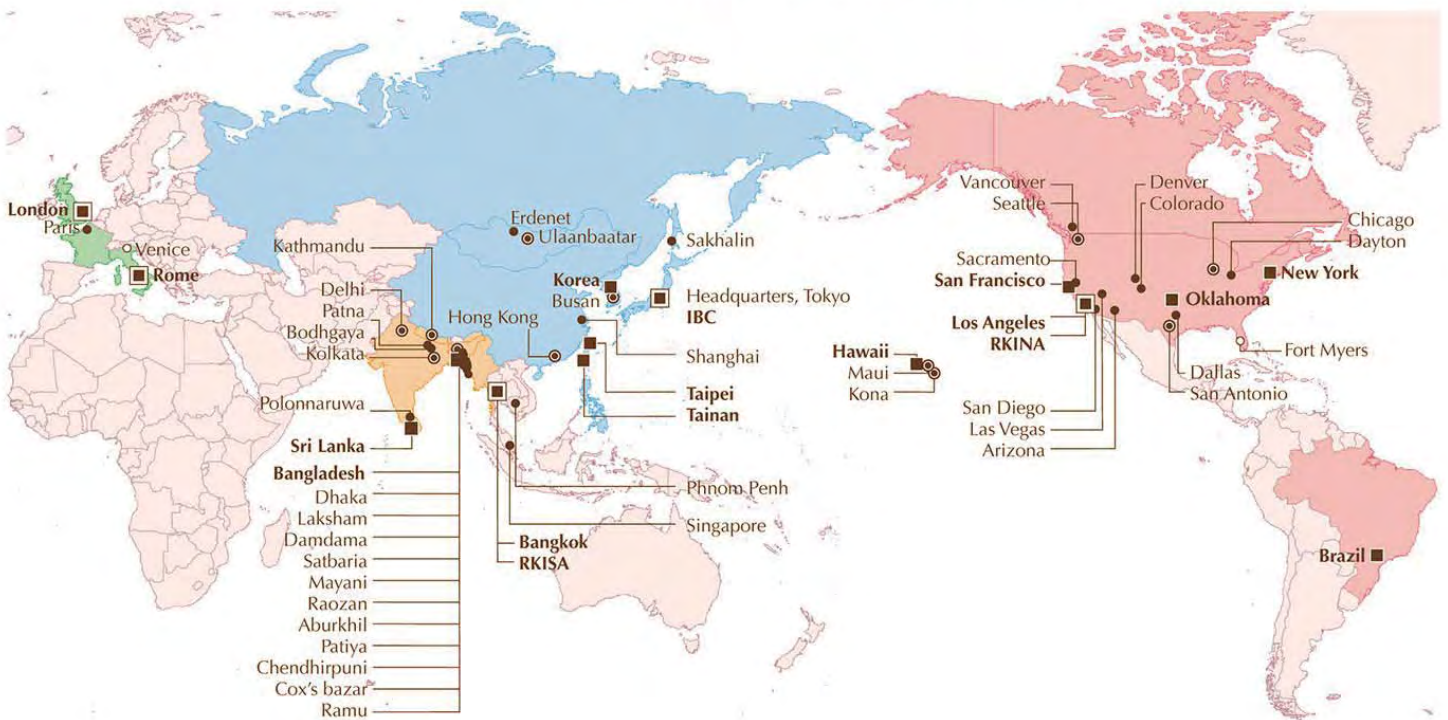 London
Paris
Venice
Rome
Kathmandu
Delhi
Patna
Bodhgaya
Kolkata
Polonnaruwa
Sri Lanka
Bangladesh
Dhaka
Laksham
Damdama
Satbaria
Mayani
Raozan
Aburkhil
Patiya
Chendhirpuni
Cox's bazar
Ramu
Erdenet
Ulaanbaatar
Sakhalin
Korea
Busan
Headquarters, Tokyo
IBC
Hong Kong
Shanghai
Taipei
Tainan
Phnom Penh
Singapore
Bangkok
RKISA
Hawaii
Maui
Kona
Vancouver
Seattle
Denver
Colorado
Chicago
Dayton
Sacramento
San Francisco
New York
Oklahoma
Los Angeles
RKINA
Fort Myers
Dallas
San Antonio
San Diego
Las Vegas
Arizona
Brazil